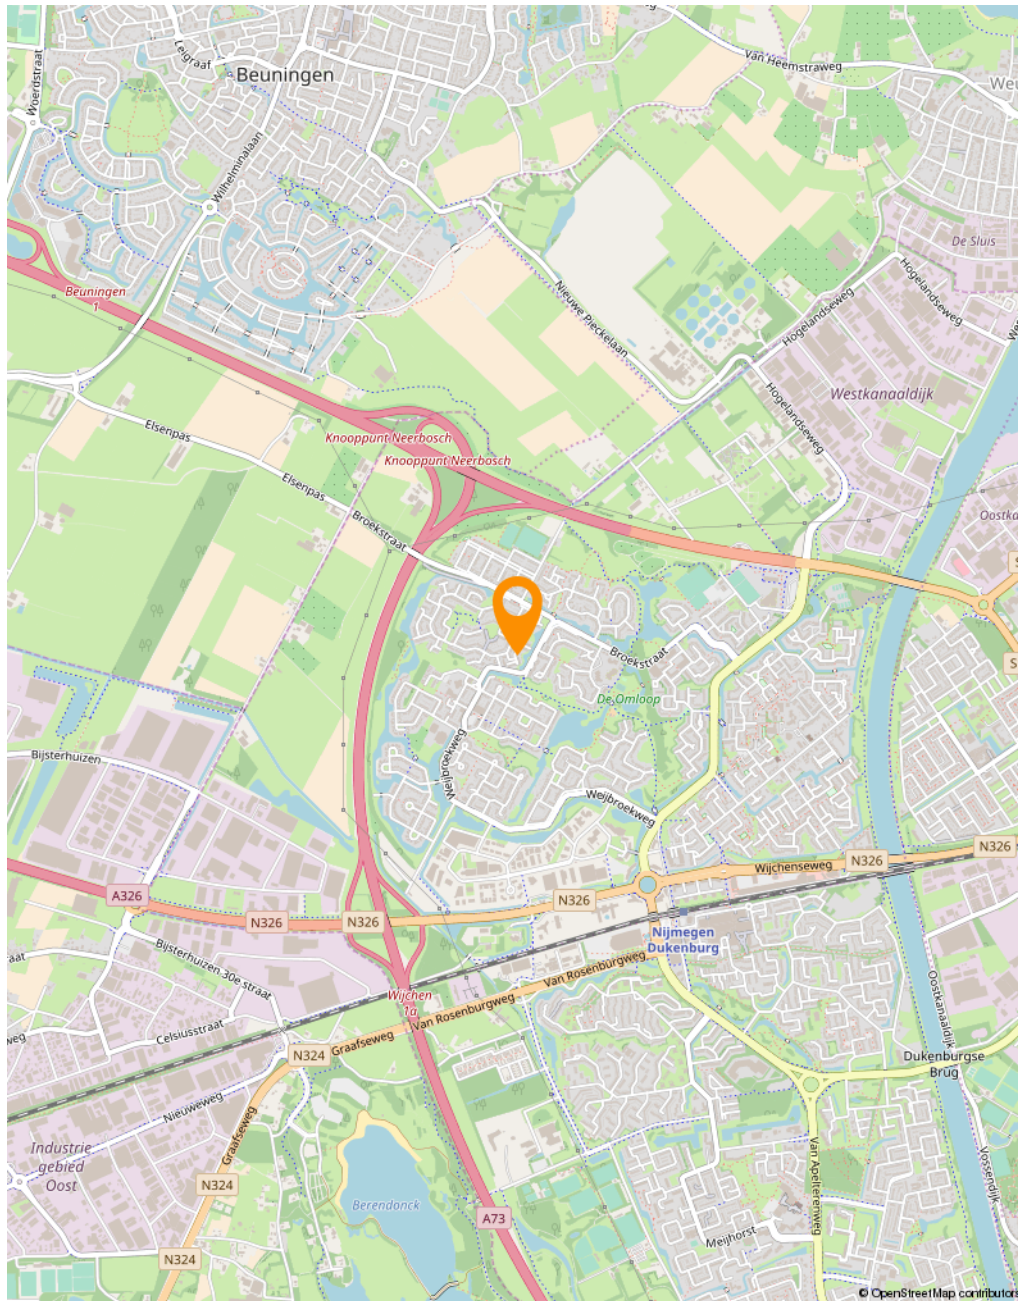 Van Heemstraweg
Leigraaf
Beuningen
Woerdstraat
Wilhelminalaan
De Sluis
Hogelandseweg
Beuningen
1
Nieuwe Pieckelaan
Hogelandseweg
Westkanaaldijk
Hogelandseweg
Elsenpas
Knooppunt Neerbosch
Knooppunt Neerbosch
Elsenpas
Broekstraat
Broekstraat
De Omloop
Bijsterhuizen
Weijbroekweg
Weijbroekweg
N326
N326
Wijchenseweg
A326
N326
N326
N326
Nijmegen
Dukenburg
Bijsterhuizen 30e straat
Van Rosenburgweg
Oostkanaaldijk
Wijchen
1a
Van Rosenburgweg
Celsiusstraat
Graafseweg
N324
Dukenburgse
Brug
Nieuweweg
Graafseweg
Industrie
gebied
Oost
N324
Van Apelterenweg
Vossendijk
Berendonck
A73
Meijhorst
N324
© OpenStreetMap contributors